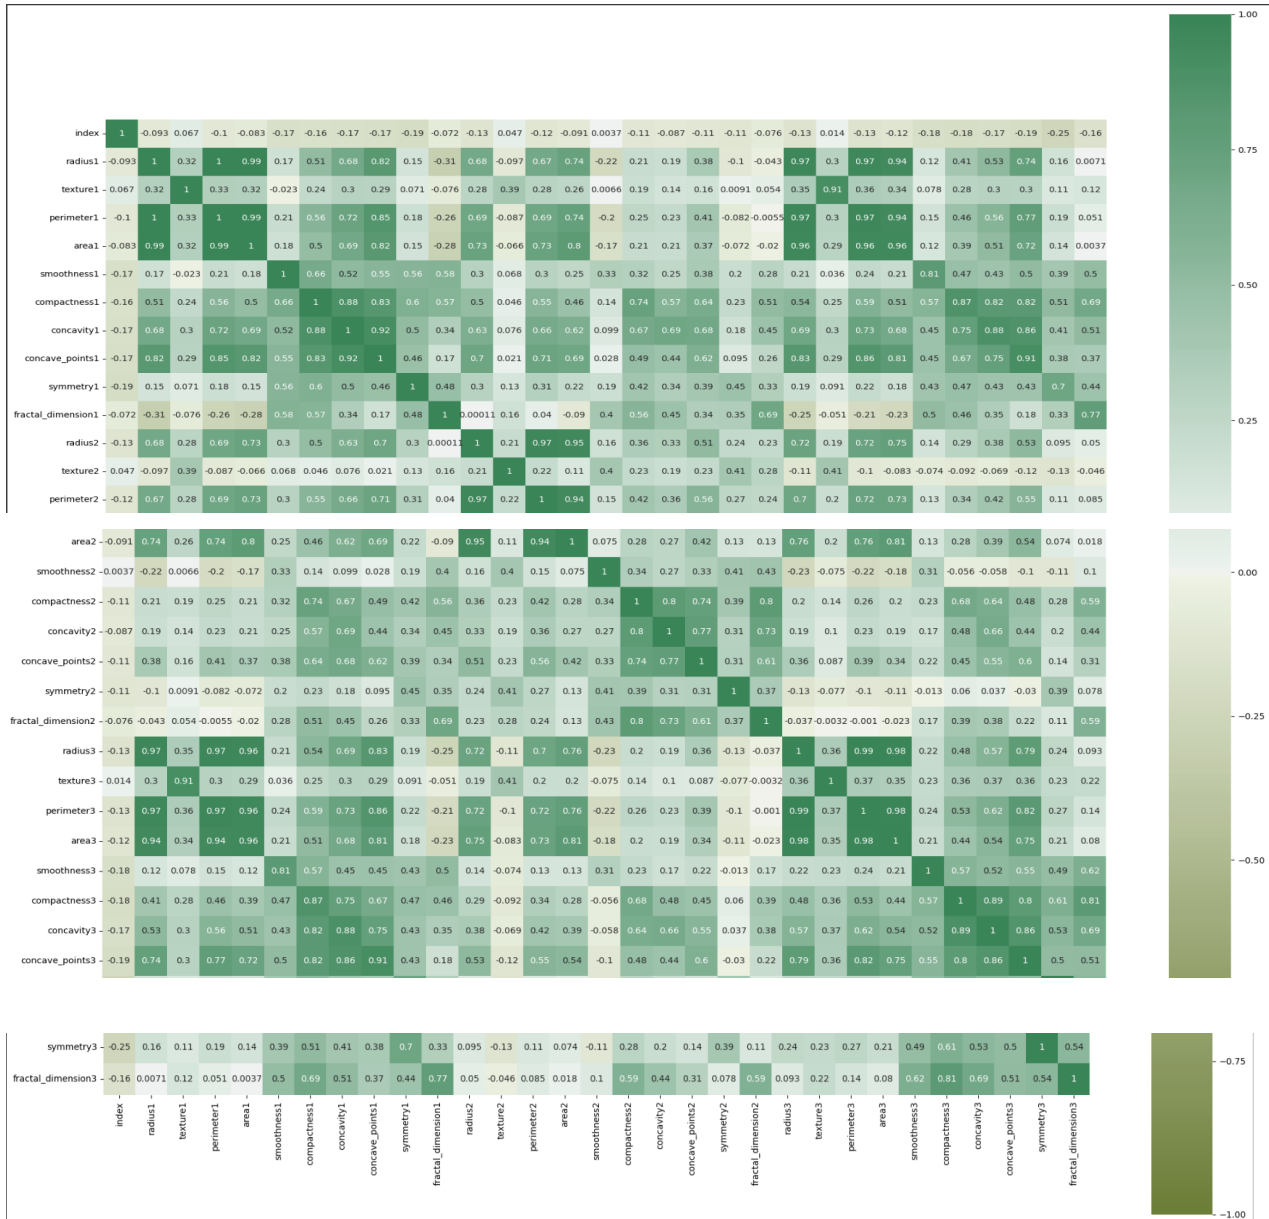 1.00
index 1 -0.093 0.067 -0.1 -0.083 -0.17 -0.16 -0.17 -0.17 -0.19 -0.072 -0.13 0.047 -0.12 -0.091 0.0037 -0.11 -0.087 -0.11 -0.11 -0.076 -0.13 0.014 -0.13 -0.12 -0.18 -0.18 -0.17 -0.19 -0.25 -0.16
radius1 -0.093 1 0.32 1 0.99 0.17 0.51 0.68 0.82 0.15 -0.31 0.68 -0.097 0.67 0.74 -0.22 0.21 0.19 0.38 -0.1 -0.043 0.97 0.3 0.97 0.94 0.12 0.41 0.53 0.74 0.16 0.0071
texture1 0.067 0.32 1 0.33 0.32 -0.023 0.24 0.3 0.29 0.071 -0.076 0.28 0.39 0.28 0.26 0.0066 0.19 0.14 0.16 0.0091 0.054 0.35 0.91 0.36 0.34 0.078 0.28 0.3 0.3 0.11 0.12
0.75
perimeter1 -0.1 1 0.33 1 0.99 0.21 0.56 0.72 0.85 0.18 -0.26 0.69 -0.087 0.69 0.74 -0.2 0.25 0.23 0.41 -0.082 -0.0055 0.97 0.3 0.97 0.94 0.15 0.46 0.56 0.77 0.19 0.051
area1 -0.083 0.99 0.32 0.99 1 0.18 0.5 0.69 0.82 0.15 -0.28 0.73 -0.066 0.73 0.8 -0.17 0.21 0.21 0.37 -0.072 -0.02 0.96 0.29 0.96 0.96 0.12 0.39 0.51 0.72 0.14 0.0037
smoothness1 -0.17 0.17 -0.023 0.21 0.18 1 0.66 0.52 0.55 0.56 0.58 0.3 0.068 0.3 0.25 0.33 0.32 0.25 0.38 0.2 0.28 0.21 0.036 0.24 0.21 0.81 0.47 0.43 0.5 0.39 0.5
0.50
compactness1 -0.16 0.51 0.24 0.56 0.5 0.66 1 0.88 0.83 0.6 0.57 0.5 0.046 0.55 0.46 0.14 0.74 0.57 0.64 0.23 0.51 0.54 0.25 0.59 0.51 0.57 0.87 0.82 0.82 0.51 0.69
concavity1 -0.17 0.68 0.3 0.72 0.69 0.52 0.88 1 0.92 0.5 0.34 0.63 0.076 0.66 0.62 0.099 0.67 0.69 0.68 0.18 0.45 0.69 0.3 0.73 0.68 0.45 0.75 0.88 0.86 0.41 0.51
concave_points1 -0.17 0.82 0.29 0.85 0.82 0.55 0.83 0.92 1 0.46 0.17 0.7 0.021 0.71 0.69 0.028 0.49 0.44 0.62 0.095 0.26 0.83 0.29 0.86 0.81 0.45 0.67 0.75 0.91 0.38 0.37
symmetry1 -0.19 0.15 0.071 0.18 0.15 0.56 0.6 0.5 0.46 1 0.48 0.3 0.13 0.31 0.22 0.19 0.42 0.34 0.39 0.45 0.33 0.19 0.091 0.22 0.18 0.43 0.47 0.43 0.43 0.7 0.44
fractal_dimension1 -0.072 -0.31 -0.076 -0.26 -0.28 0.58 0.57 0.34 0.17 0.48 1 0.00011 0.16 0.04 -0.09 0.4 0.56 0.45 0.34 0.35 0.69 -0.25 -0.051 -0.21 -0.23 0.5 0.46 0.35 0.18 0.33 0.77
0.25
radius2 -0.13 0.68 0.28 0.69 0.73 0.3 0.5 0.63 0.7 0.3 0.00011 1 0.21 0.97 0.95 0.16 0.36 0.33 0.51 0.24 0.23 0.72 0.19 0.72 0.75 0.14 0.29 0.38 0.53 0.095 0.05
texture2 0.047 -0.097 0.39 -0.087 -0.066 0.068 0.046 0.076 0.021 0.13 0.16 0.21 1 0.22 0.11 0.4 0.23 0.19 0.23 0.41 0.28 -0.11 0.41 -0.1 -0.083 -0.074 -0.092 -0.069 -0.12 -0.13 -0.046
perimeter2 -0.12 0.67 0.28 0.69 0.73 0.3 0.55 0.66 0.71 0.31 0.04 0.97 0.22 1 0.94 0.15 0.42 0.36 0.56 0.27 0.24 0.7 0.2 0.72 0.73 0.13 0.34 0.42 0.55 0.11 0.085
area2 -0.091 0.74 0.26 0.74 0.8 0.25 0.46 0.62 0.69 0.22 -0.09 0.95 0.11 0.94 1 0.075 0.28 0.27 0.42 0.13 0.13 0.76 0.2 0.76 0.81 0.13 0.28 0.39 0.54 0.074 0.018
smoothness2 0.0037 -0.22 0.0066 -0.2 -0.17 0.33 0.14 0.099 0.028 0.19 0.4 0.16 0.4 0.15 0.075 1 0.34 0.27 0.33 0.41 0.43 -0.23 -0.075 -0.22 -0.18 0.31 -0.056 -0.058 -0.1 -0.11 0.1
0.00
compactness2 -0.11 0.21 0.19 0.25 0.21 0.32 0.74 0.67 0.49 0.42 0.56 0.36 0.23 0.42 0.28 0.34 1 0.8 0.74 0.39 0.8 0.2 0.14 0.26 0.2 0.23 0.68 0.64 0.48 0.28 0.59
concavity2 -0.087 0.19 0.14 0.23 0.21 0.25 0.57 0.69 0.44 0.34 0.45 0.33 0.19 0.36 0.27 0.27 0.8 1 0.77 0.31 0.73 0.19 0.1 0.23 0.19 0.17 0.48 0.66 0.44 0.2 0.44
concave_points2 -0.11 0.38 0.16 0.41 0.37 0.38 0.64 0.68 0.62 0.39 0.34 0.51 0.23 0.56 0.42 0.33 0.74 0.77 1 0.31 0.61 0.36 0.087 0.39 0.34 0.22 0.45 0.55 0.6 0.14 0.31
symmetry2 -0.11 -0.1 0.0091 -0.082 -0.072 0.2 0.23 0.18 0.095 0.45 0.35 0.24 0.41 0.27 0.13 0.41 0.39 0.31 0.31 1 0.37 -0.13 -0.077 -0.1 -0.11 -0.013 0.06 0.037 -0.03 0.39 0.078
−0.25
fractal_dimension2 -0.076 -0.043 0.054 -0.0055 -0.02 0.28 0.51 0.45 0.26 0.33 0.69 0.23 0.28 0.24 0.13 0.43 0.8 0.73 0.61 0.37 1 -0.037 -0.0032 -0.001 -0.023 0.17 0.39 0.38 0.22 0.11 0.59
radius3 -0.13 0.97 0.35 0.97 0.96 0.21 0.54 0.69 0.83 0.19 -0.25 0.72 -0.11 0.7 0.76 -0.23 0.2 0.19 0.36 -0.13 -0.037 1 0.36 0.99 0.98 0.22 0.48 0.57 0.79 0.24 0.093
texture3 0.014 0.3 0.91 0.3 0.29 0.036 0.25 0.3 0.29 0.091 -0.051 0.19 0.41 0.2 0.2 -0.075 0.14 0.1 0.087 -0.077 -0.0032 0.36 1 0.37 0.35 0.23 0.36 0.37 0.36 0.23 0.22
perimeter3 -0.13 0.97 0.36 0.97 0.96 0.24 0.59 0.73 0.86 0.22 -0.21 0.72 -0.1 0.72 0.76 -0.22 0.26 0.23 0.39 -0.1 -0.001 0.99 0.37 1 0.98 0.24 0.53 0.62 0.82 0.27 0.14
area3 -0.12 0.94 0.34 0.94 0.96 0.21 0.51 0.68 0.81 0.18 -0.23 0.75 -0.083 0.73 0.81 -0.18 0.2 0.19 0.34 -0.11 -0.023 0.98 0.35 0.98 1 0.21 0.44 0.54 0.75 0.21 0.08
−0.50
smoothness3 -0.18 0.12 0.078 0.15 0.12 0.81 0.57 0.45 0.45 0.43 0.5 0.14 -0.074 0.13 0.13 0.31 0.23 0.17 0.22 -0.013 0.17 0.22 0.23 0.24 0.21 1 0.57 0.52 0.55 0.49 0.62
compactness3 -0.18 0.41 0.28 0.46 0.39 0.47 0.87 0.75 0.67 0.47 0.46 0.29 -0.092 0.34 0.28 -0.056 0.68 0.48 0.45 0.06 0.39 0.48 0.36 0.53 0.44 0.57 1 0.89 0.8 0.61 0.81
concavity3 -0.17 0.53 0.3 0.56 0.51 0.43 0.82 0.88 0.75 0.43 0.35 0.38 -0.069 0.42 0.39 -0.058 0.64 0.66 0.55 0.037 0.38 0.57 0.37 0.62 0.54 0.52 0.89 1 0.86 0.53 0.69
concave_points3 -0.19 0.74 0.3 0.77 0.72 0.5 0.82 0.86 0.91 0.43 0.18 0.53 -0.12 0.55 0.54 -0.1 0.48 0.44 0.6 -0.03 0.22 0.79 0.36 0.82 0.75 0.55 0.8 0.86 1 0.5 0.51
symmetry3 -0.25 0.16 0.11 0.19 0.14 0.39 0.51 0.41 0.38 0.7 0.33 0.095 -0.13 0.11 0.074 -0.11 0.28 0.2 0.14 0.39 0.11 0.24 0.23 0.27 0.21 0.49 0.61 0.53 0.5 1 0.54
−0.75
fractal_dimension3 -0.16 0.0071 0.12 0.051 0.0037 0.5 0.69 0.51 0.37 0.44 0.77 0.05 -0.046 0.085 0.018 0.1 0.59 0.44 0.31 0.078 0.59 0.093 0.22 0.14 0.08 0.62 0.81 0.69 0.51 0.54 1
index
radius1
texture1
perimeter1
area1
smoothness1
compactness1
concavity1
concave_points1
symmetry1
fractal_dimension1
radius2
texture2
perimeter2
area2
smoothness2
compactness2
concavity2
concave_points2
symmetry2
fractal_dimension2
radius3
texture3
perimeter3
area3
smoothness3
compactness3
concavity3
concave_points3
symmetry3
fractal_dimension3
−1.00